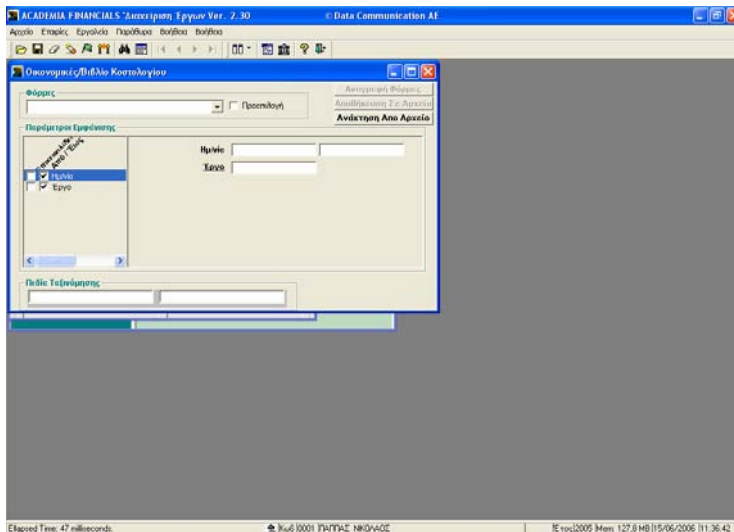 ACADEMIA FINANCIALS "Διαχείριση Έργων Ver. 2.30 © Data Communication AE
Αρχείο Εταιρίες Εργαλεία Παράθυρα Βοήθεια Βοήθεια
Οικονομικές/Βιβλίο Κοστολογίου
Φόρμες
Προεπιλογή
Αντιγραφή Φόρμες
Αποθήκευση Σε Αρχείο
Ανάκτηση Απο Αρχείο
Παράμετροι Εμφάνισης
Από / Έως
Ημ/νία
Έργο
Ημ/νία
Έργο
Πεδία Ταξινόμησης
Elapsed Time: 47 milliseconds. Κωδ 0001 ΠΑΠΠΑΣ ΝΙΚΟΛΑΟΣ Έτος 2005 Mem: 127,8 MB 15/06/2006 11:36:42